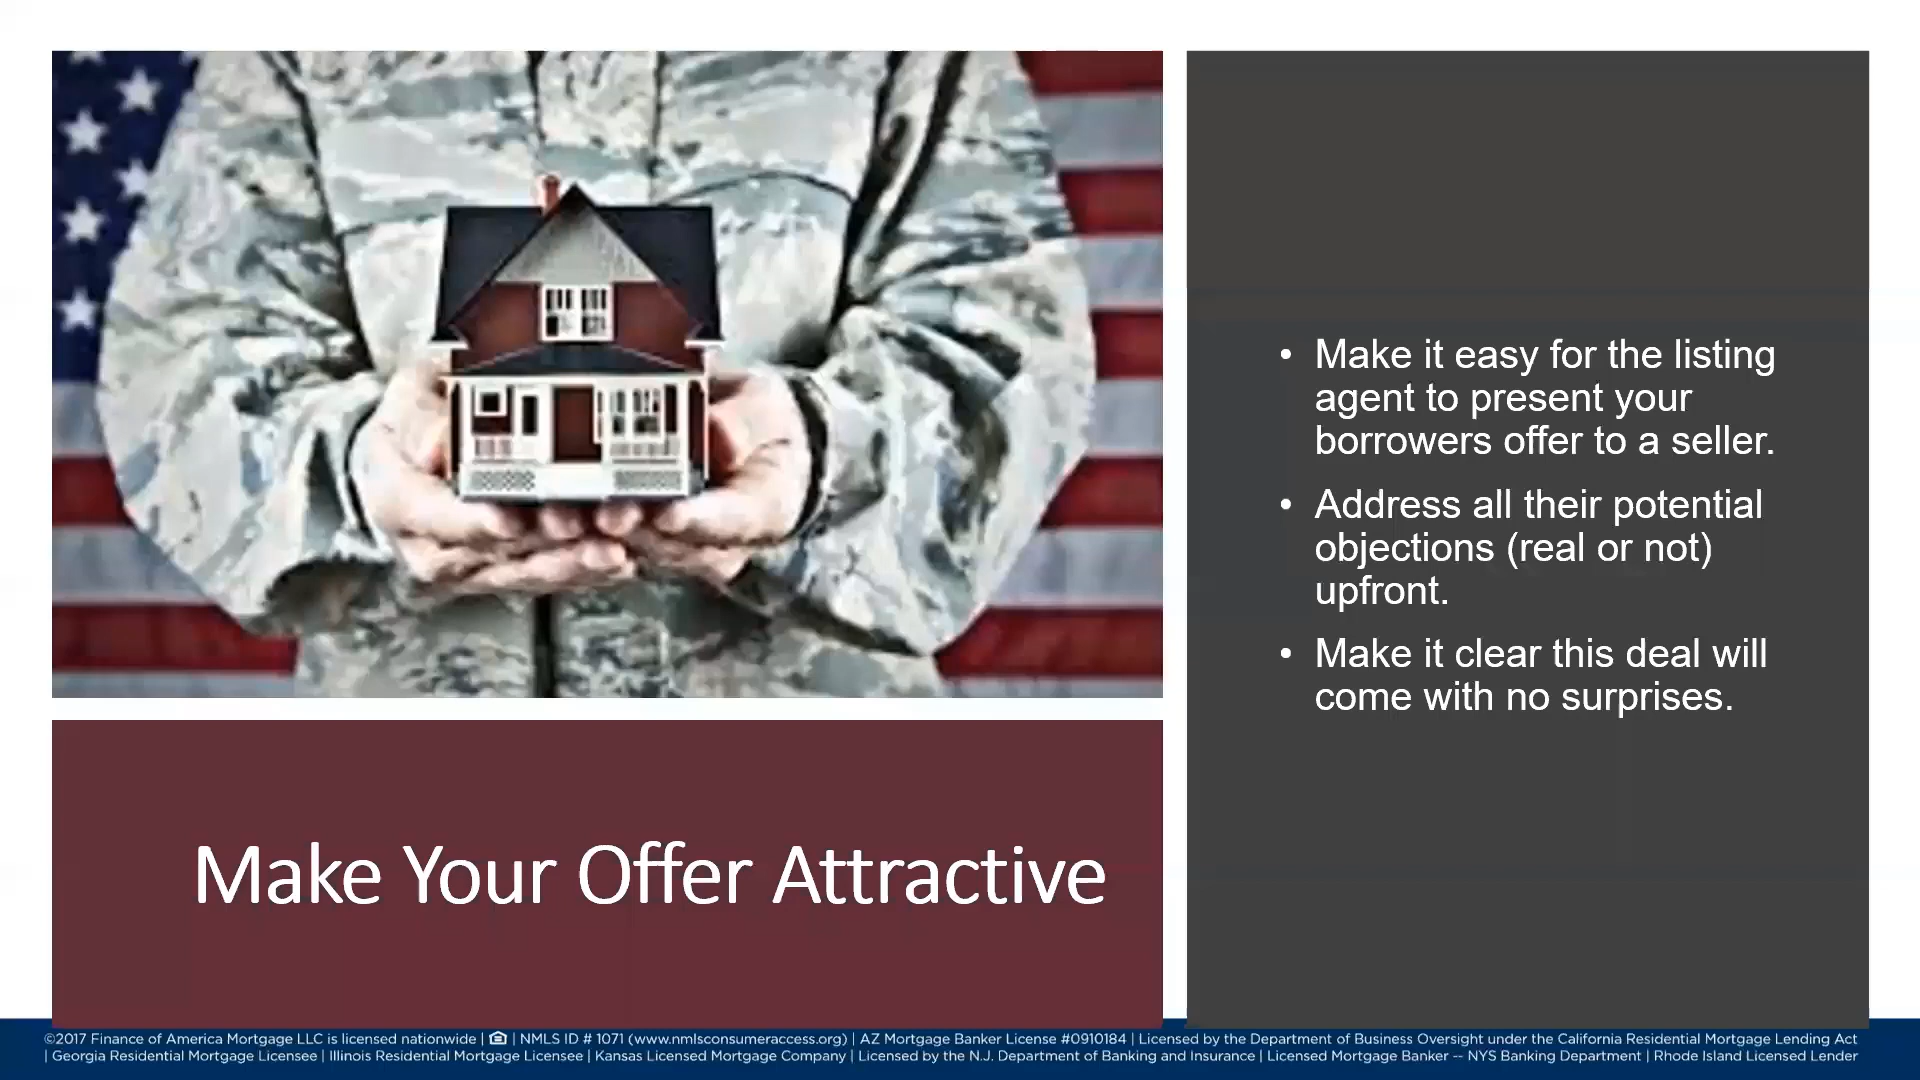 • Make it easy for the listing
agent to present your
borrowers offer to a seller.
• Address all their potential
objections (real or not)
upfront.
• Make it clear this deal will
come with no surprises.
Make Your Offer Attractive
©2017 Finance of America Mortgage LLC is licensed nationwide | | NMLS ID # 1071 (www.nmlsconsumeraccess.org) | AZ Mortgage Banker License #0910184 | Licensed by the Department of Business Oversight under the California Residential Mortgage Lending Act
| Georgia Residential Mortgage Licensee | Illinois Residential Mortgage Licensee | Kansas Licensed Mortgage Company | Licensed by the N.J. Department of Banking and Insurance | Licensed Mortgage Banker -- NYS Banking Department | Rhode Island Licensed Lender